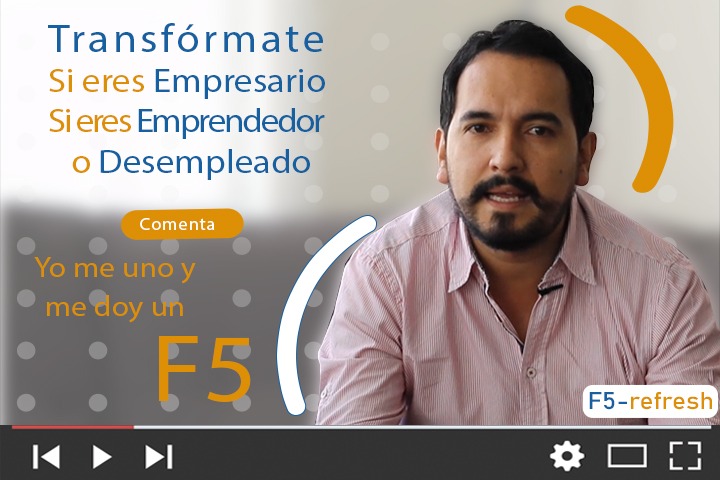 Transfórmate
Si eres Empresario
Si eres Emprendedor
o Desempleado
Comenta
Yo me uno y
me doy un
F5
F5-refresh